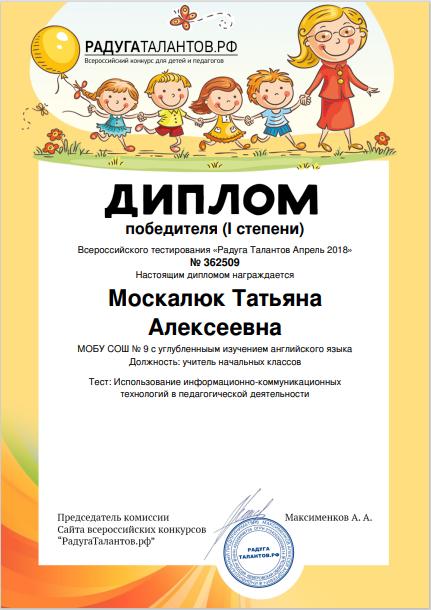 РАДУГАТАЛАНТОВ.РФ
Всероссийский конкурс для детей и педагогов
ДИПЛОМ
победителя (I степени)
Всероссийского тестирования «Радуга Талантов Апрель 2018»
№ 362509
Настоящим дипломом награждается
Москалюк Татьяна
Алексеевна
МОБУ СОШ № 9 с углубленныым изучением английского языка
Должность: учитель начальных классов
Тест: Использование информационно-коммуникационных
технологий в педагогической деятельности
Председатель комиссии
Сайта всероссийских конкурсов
"РадугаТалантов.рф"
Максименков А. А.
РАДУГА
ТАЛАНТОВ.РФ